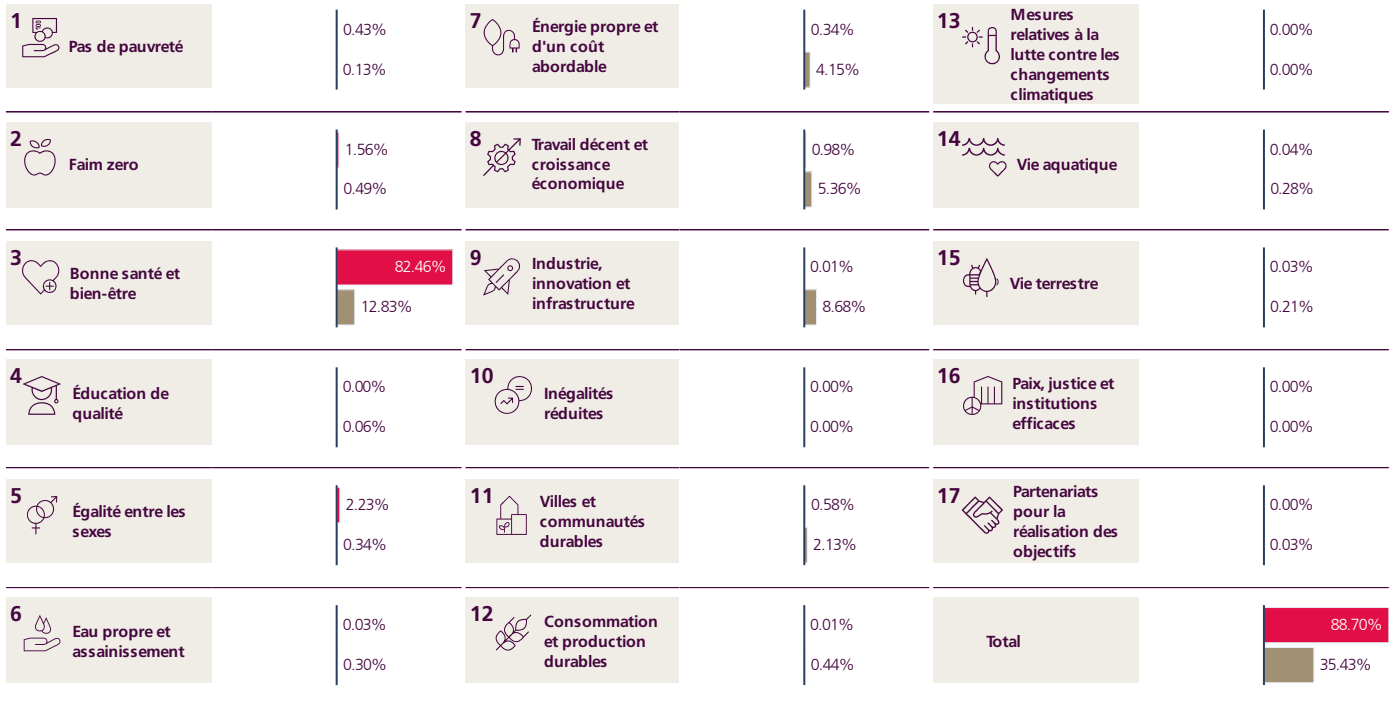 1
Pas de pauvreté
0.43%
0.13%
2
Faim zero
1.56%
0.49%
3
Bonne santé et
bien-être
82.46%
12.83%
4
Éducation de
qualité
0.00%
0.06%
5
Égalité entre les
sexes
2.23%
0.34%
6
Eau propre et
assainissement
0.03%
0.30%
7
Énergie propre et
d'un coût
abordable
0.34%
4.15%
8
Travail décent et
croissance
économique
0.98%
5.36%
9
Industrie,
innovation et
infrastructure
0.01%
8.68%
10
Inégalités
réduites
0.00%
0.00%
11
Villes et
communautés
durables
0.58%
2.13%
12
Consommation
et production
durables
0.01%
0.44%
13
Mesures
relatives à la
lutte contre les
changements
climatiques
0.00%
0.00%
14
Vie aquatique
0.04%
0.28%
15
Vie terrestre
0.03%
0.21%
16
Paix, justice et
institutions
efficaces
0.00%
0.00%
17
Partenariats
pour la
réalisation des
objectifs
0.00%
0.03%
Total
88.70%
35.43%